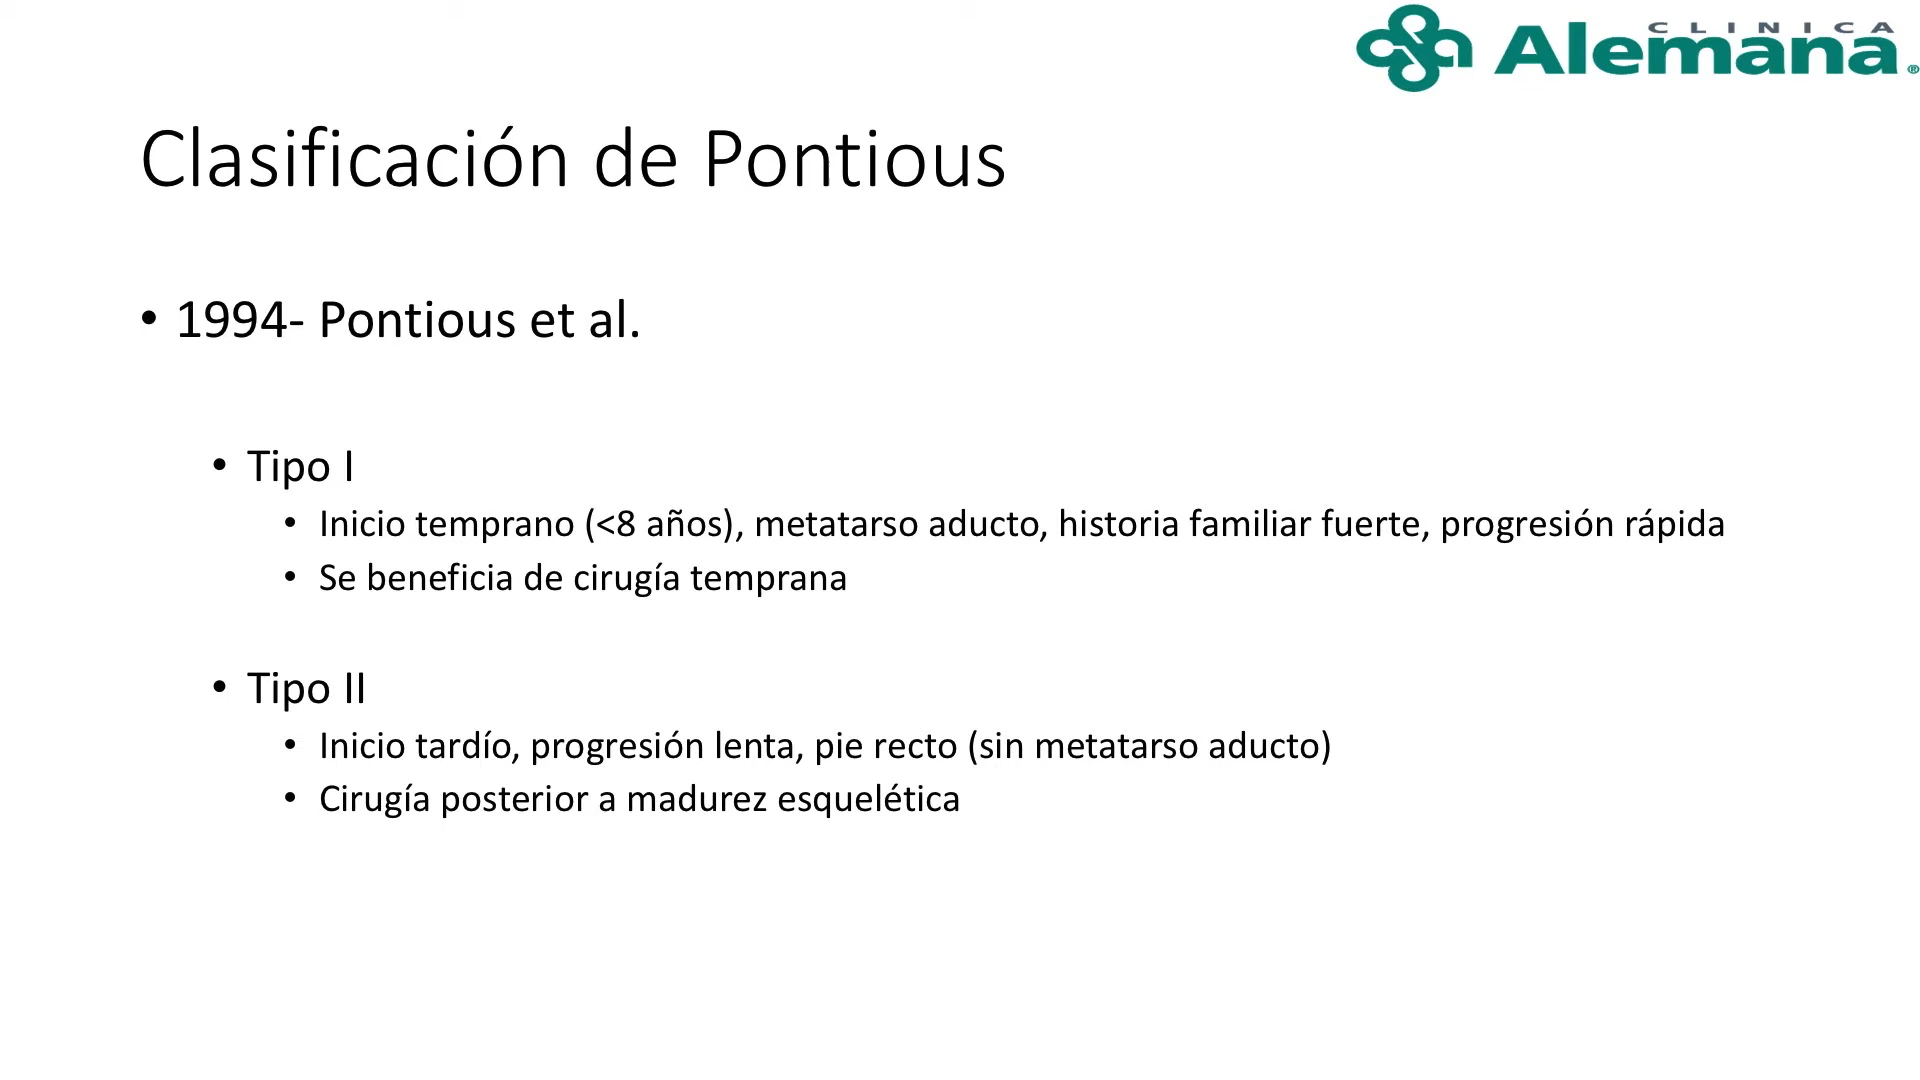 CLINICA
Alemana®
Clasificación de Pontious
• 1994- Pontious et al.
• Tipo I
• Inicio temprano (<8 años), metatarso aducto, historia familiar fuerte, progresión rápida
• Se beneficia de cirugía temprana
• Tipo II
• Inicio tardío, progresión lenta, pie recto (sin metatarso aducto)
• Cirugía posterior a madurez esquelética